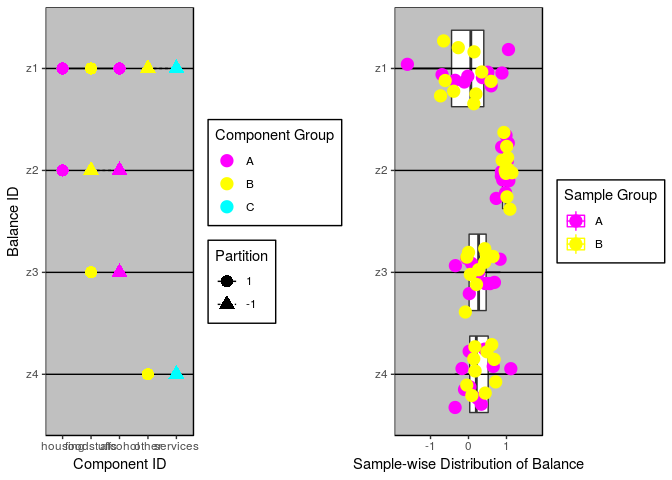 Balance ID
z1
z2
z3
z4
housing foodstuffs alcohol other services
Component ID
Component Group
A
B
C
Partition
1
-1
z1
z2
z3
z4
-1 0 1
Sample-wise Distribution of Balance
Sample Group
A
B